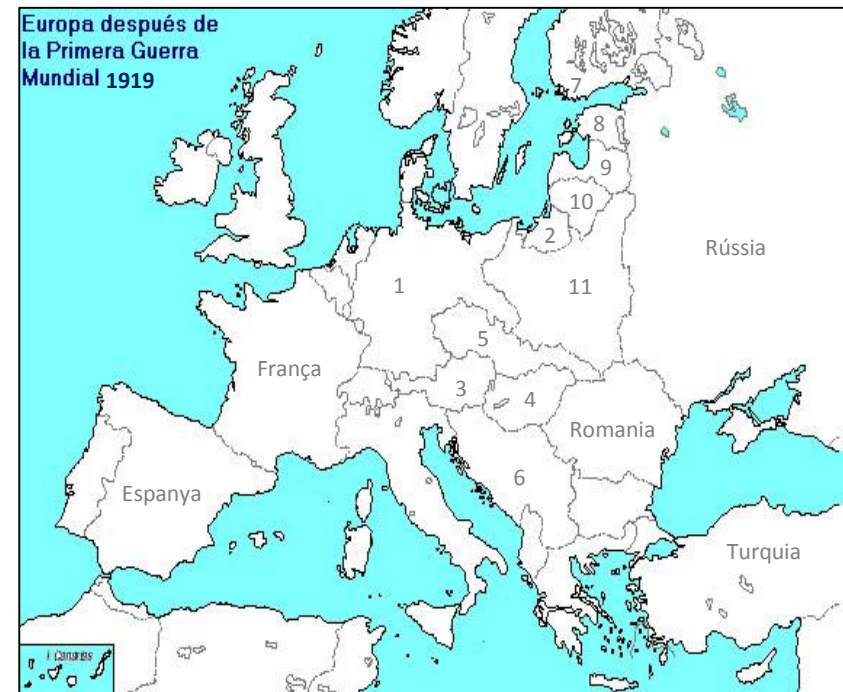 Europa después de
la Primera Guerra
Mundial 1919
7
8
9
10
2
Rússia
1
11
5
França
3
4
Romania
Espanya
6
Turquia
I. Canarias